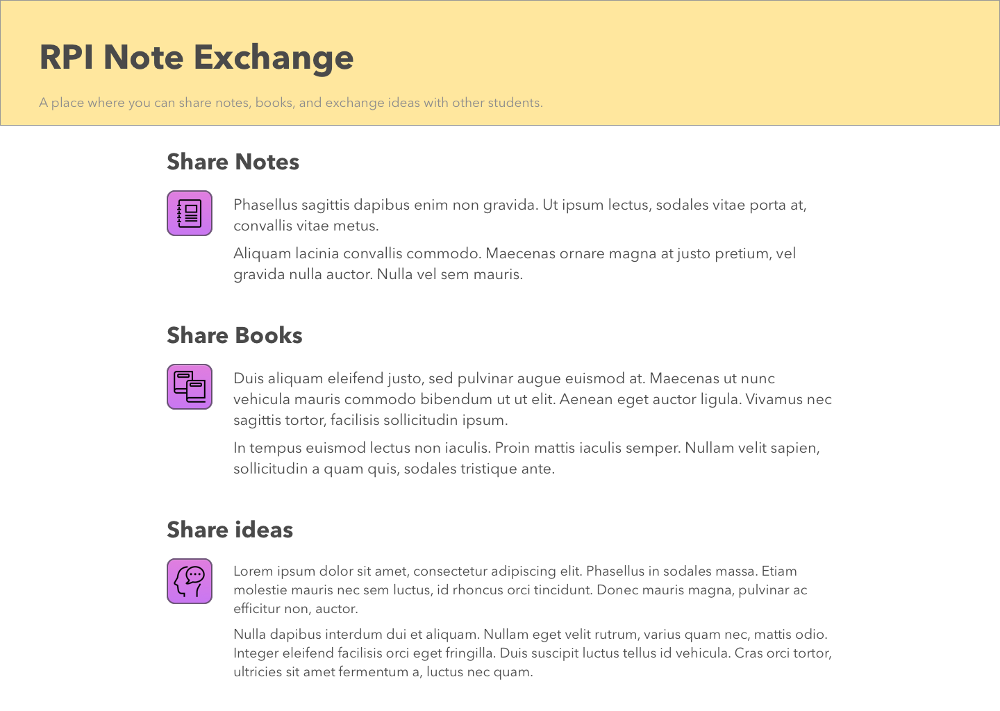 RPI Note Exchange
A place where you can share notes, books, and exchange ideas with other students.
Share Notes
Phasellus sagittis dapibus enim non gravida. Ut ipsum lectus, sodales vitae porta at,
convallis vitae metus.
Aliquam lacinia convallis commodo. Maecenas ornare magna at justo pretium, vel
gravida nulla auctor. Nulla vel sem mauris.
Share Books
Duis aliquam eleifend justo, sed pulvinar augue euismod at. Maecenas ut nunc
vehicula mauris commodo bibendum ut ut elit. Aenean eget auctor ligula. Vivamus nec
sagittis tortor, facilisis sollicitudin ipsum.
In tempus euismod lectus non iaculis. Proin mattis iaculis semper. Nullam velit sapien,
sollicitudin a quam quis, sodales tristique ante.
Share ideas
Lorem ipsum dolor sit amet, consectetur adipiscing elit. Phasellus in sodales massa. Etiam
molestie mauris nec sem luctus, id rhoncus orci tincidunt. Donec mauris magna, pulvinar ac
efficitur non, auctor.
Nulla dapibus interdum dui et aliquam. Nullam eget velit rutrum, varius quam nec, mattis odio.
Integer eleifend facilisis orci eget fringilla. Duis suscipit luctus tellus id vehicula. Cras orci tortor,
ultricies sit amet fermentum a, luctus nec quam.